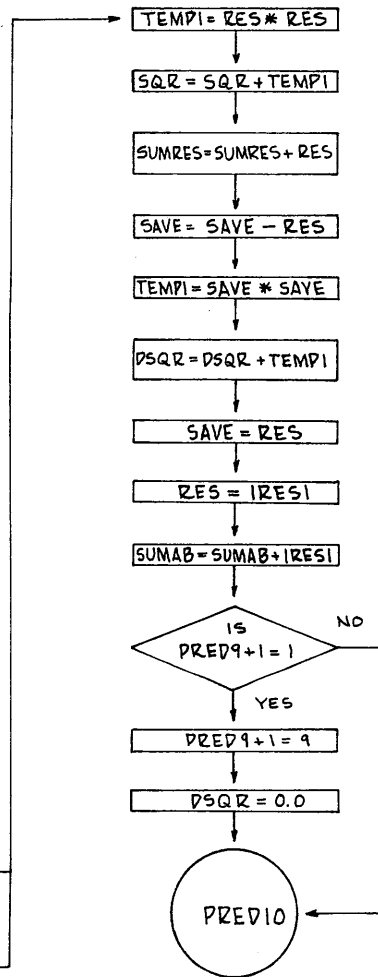 TEMP1 = RES * RES
SQR = SQR + TEMP1
SUMRES = SUMRES + RES
SAVE = SAVE - RES
TEMP1 = SAVE * SAVE
DSQR = DSQR + TEMP1
SAVE = RES
RES = |RES|
SUMAB = SUMAB + |RES|
IS
PRED9+1 = 1
NO
YES
PRED9+1 = 9
DSQR = 0.0
PRED10